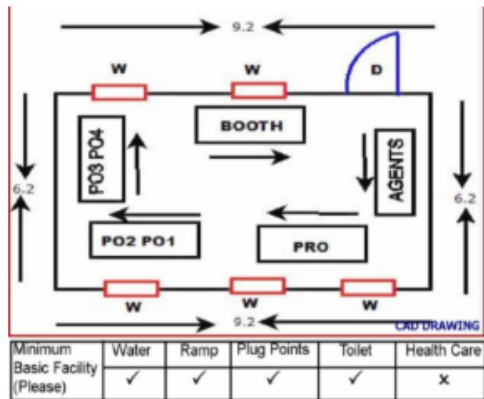 9.2
W W D
BOOTH
PO3 PO4
AGENTS
6.2
6.2
PO2 PO1
PRO
W W W
9.2
CAD DRAWING
Minimum Basic Facility (Please) Water Ramp Plug Points Toilet Health Care
✓ ✓ ✓ ✓ x